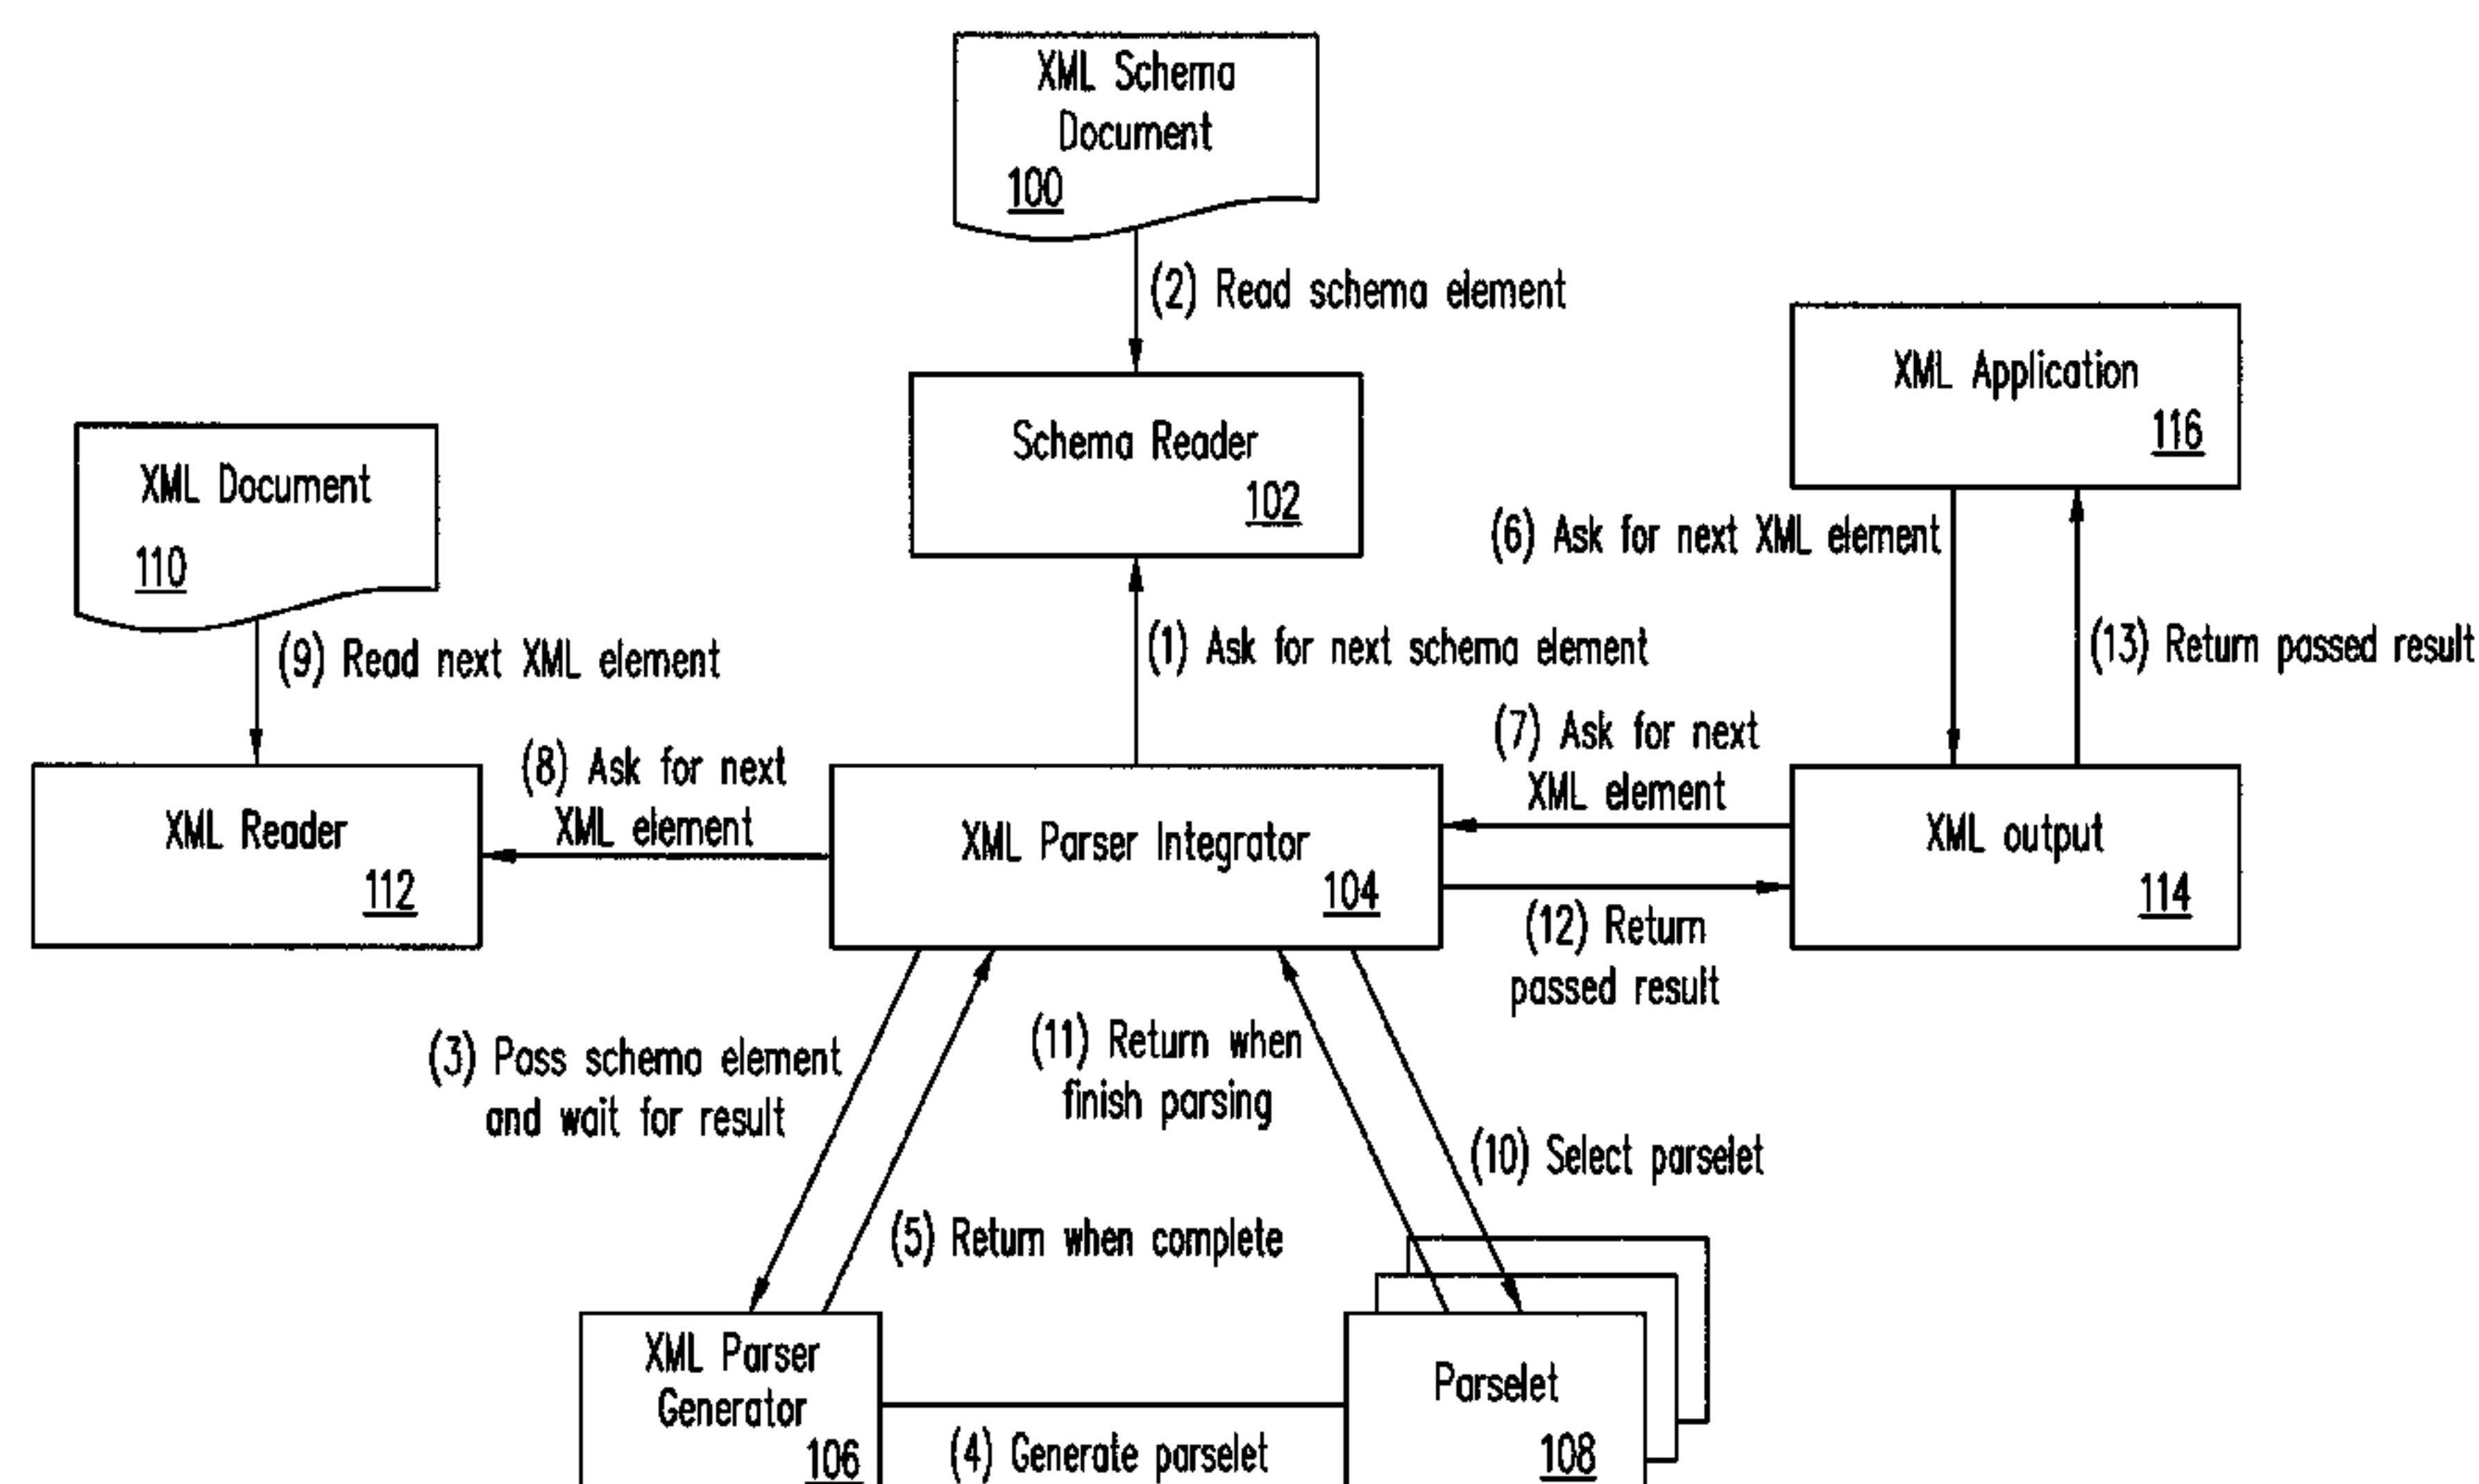 XML Schema
Document
100
(2) Read schema element
XML Application
116
Schema Reader
102
XML Document
110
(6) Ask for next XML element
(1) Ask for next schema element
(13) Return passed result
(9) Read next XML element
(7) Ask for next
XML element
(8) Ask for next
XML element
XML Reader
112
XML Parser Integrator
104
XML output
114
(12) Return
passed result
(3) Pass schema element
and wait for result
(11) Return when
finish parsing
(10) Select parselet
(5) Return when complete
XML Parser
Generator
106
(4) Generate parselet
Parselet
108